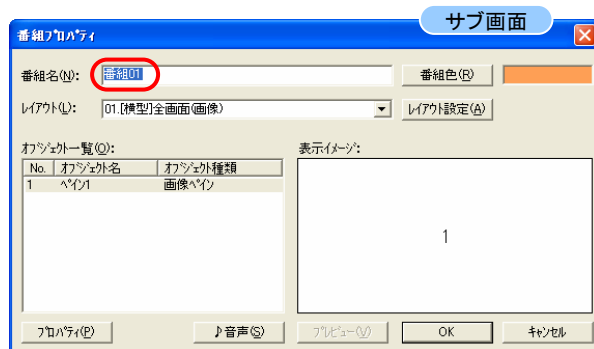 サブ画面
番組ﾌﾟﾛﾊﾟﾃｨ
番組名(N): 番組01 番組色(R)
ﾚｲｱｳﾄ(L): 01.[横型]全画面(画像) ﾚｲｱｳﾄ設定(A)
ｵﾌﾞｼﾞｪｸﾄ一覧(O): 表示ｲﾒｰｼﾞ:
No. ｵﾌﾞｼﾞｪｸﾄ名 ｵﾌﾞｼﾞｪｸﾄ種類
1 ﾍﾟｲﾝ1 画像ﾍﾟｲﾝ
1
ﾌﾟﾛﾊﾟﾃｨ(P) ♪音声(S) ﾌﾟﾚﾋﾞｭｰ(V) OK ｷｬﾝｾﾙ